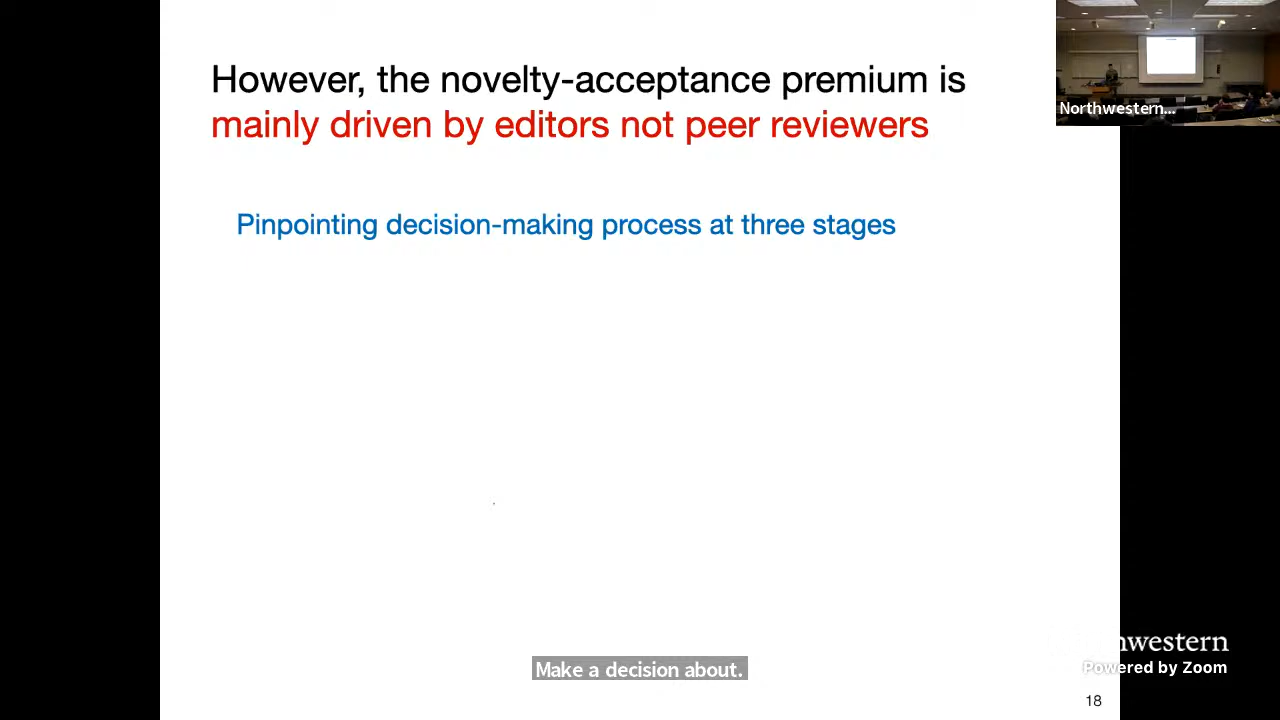 However, the novelty-acceptance premium is
mainly driven by editors not peer reviewers
Northwestern...
Pinpointing decision-making process at three stages
Make a decision about.
western
Powered by Zoom
18